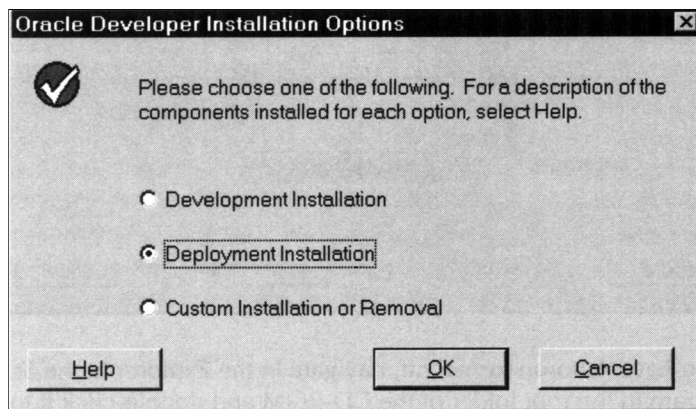 Oracle Developer Installation Options
Please choose one of the following. For a description of the
components installed for each option, select Help.
Development Installation
Deployment Installation
Custom Installation or Removal
Help
OK
Cancel